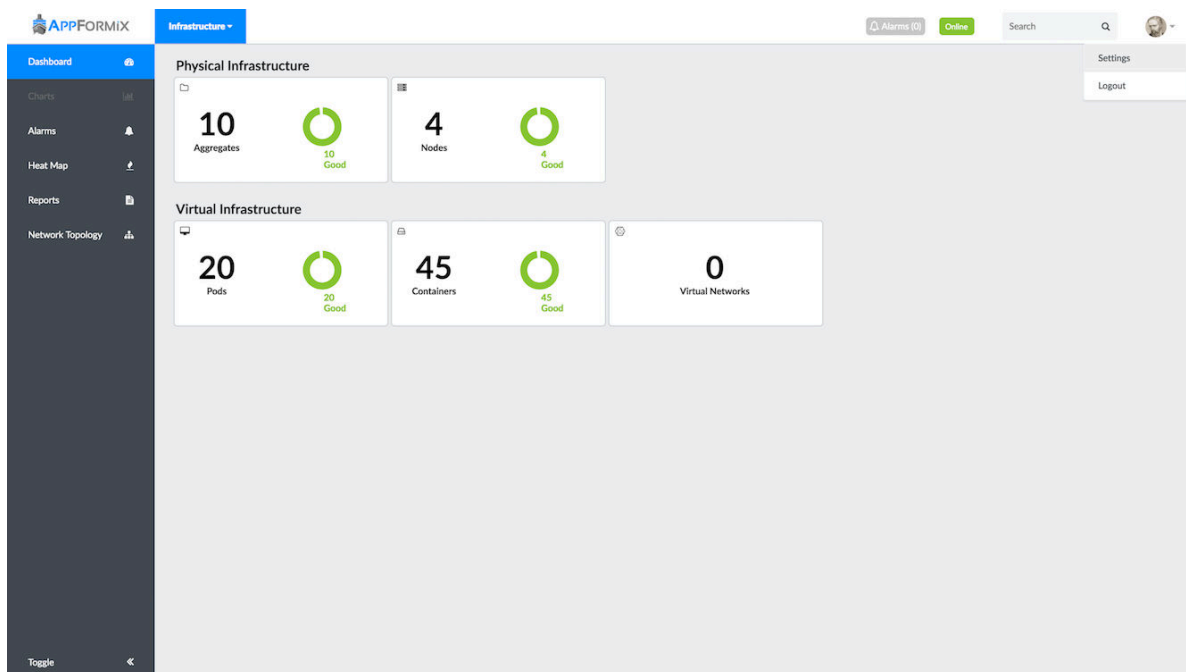 APPFORMIX
Infrastructure
Alarms (0)
Online
Search
Settings
Logout
Dashboard
Charts
Alarms
Heat Map
Reports
Network Topology
Toggle
Physical Infrastructure
10
Aggregates
10
Good
4
Nodes
4
Good
Virtual Infrastructure
20
Pods
20
Good
45
Containers
45
Good
0
Virtual Networks